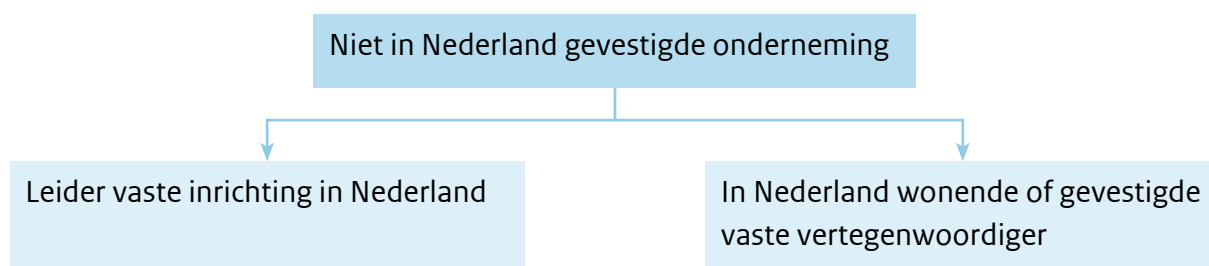 Niet in Nederland gevestigde onderneming
Leider vaste inrichting in Nederland
In Nederland wonende of gevestigde
vaste vertegenwoordiger